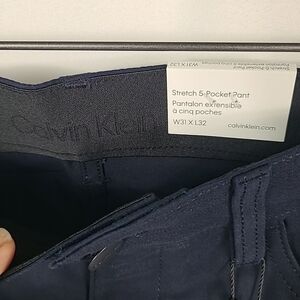 Stretch 5-Pocket Pant
Pantalon extensible
à cinq poches
W31 X L32
calvinklein.com
Calvin Klein